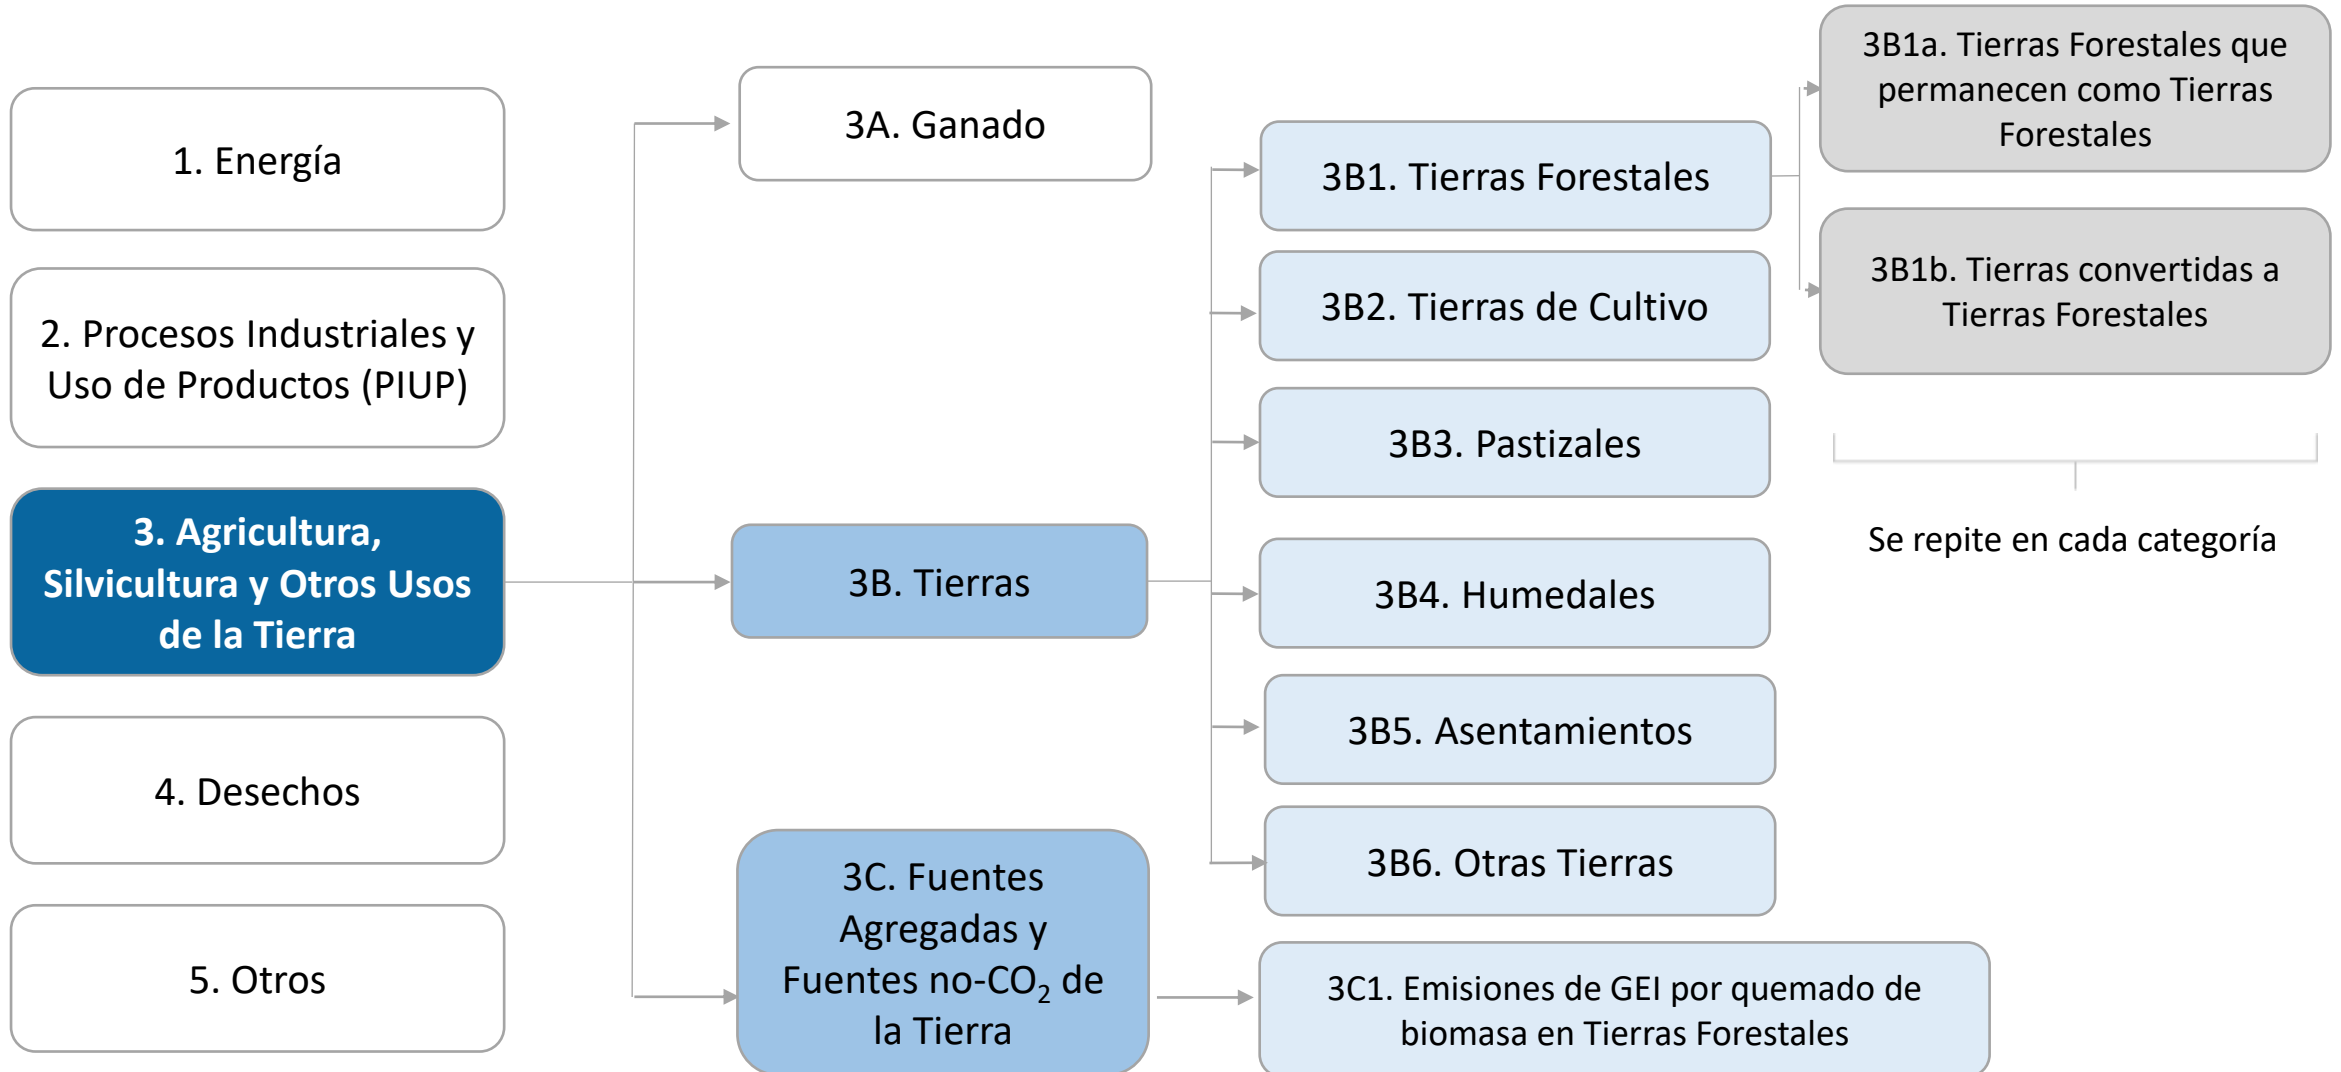 1. Energía
2. Procesos Industriales y
Uso de Productos (PIUP)
3. Agricultura,
Silvicultura y Otros Usos
de la Tierra
4. Desechos
5. Otros
3A. Ganado
3B. Tierras
3C. Fuentes
Agregadas y
Fuentes no-CO₂ de
la Tierra
3B1. Tierras Forestales
3B2. Tierras de Cultivo
3B3. Pastizales
3B4. Humedales
3B5. Asentamientos
3B6. Otras Tierras
3C1. Emisiones de GEI por quemado de
biomasa en Tierras Forestales
3B1a. Tierras Forestales que
permanecen como Tierras
Forestales
3B1b. Tierras convertidas a
Tierras Forestales
Se repite en cada categoría